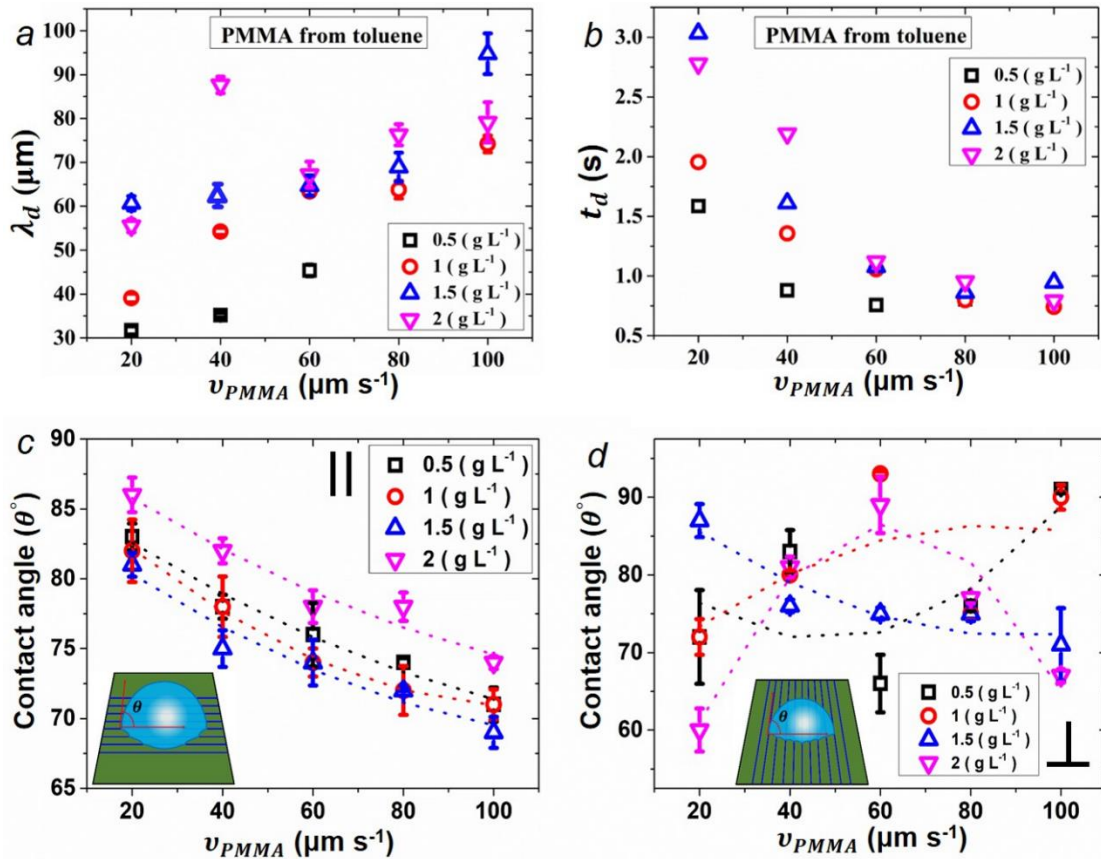 a
PMMA from toluene
100
90
80
70
60
50
40
30
λd (μm)
0.5 ( g L-1)
1 ( g L-1)
1.5 ( g L-1)
2 ( g L-1)
20 40 60 80 100
υPMMA (μm s-1)
b
PMMA from toluene
3.0
2.5
2.0
1.5
1.0
0.5
td (s)
0.5 ( g L-1)
1 ( g L-1)
1.5 ( g L-1)
2 ( g L-1)
20 40 60 80 100
υPMMA (μm s-1)
c
90
85
80
75
70
65
Contact angle (θ°)
||
0.5 ( g L-1)
1 ( g L-1)
1.5 ( g L-1)
2 ( g L-1)
θ
20 40 60 80 100
υPMMA (μm s-1)
d
90
80
70
60
Contact angle (θ°)
θ
0.5 ( g L-1)
1 ( g L-1)
1.5 ( g L-1)
2 ( g L-1)
⊥
20 40 60 80 100
υPMMA (μm s-1)